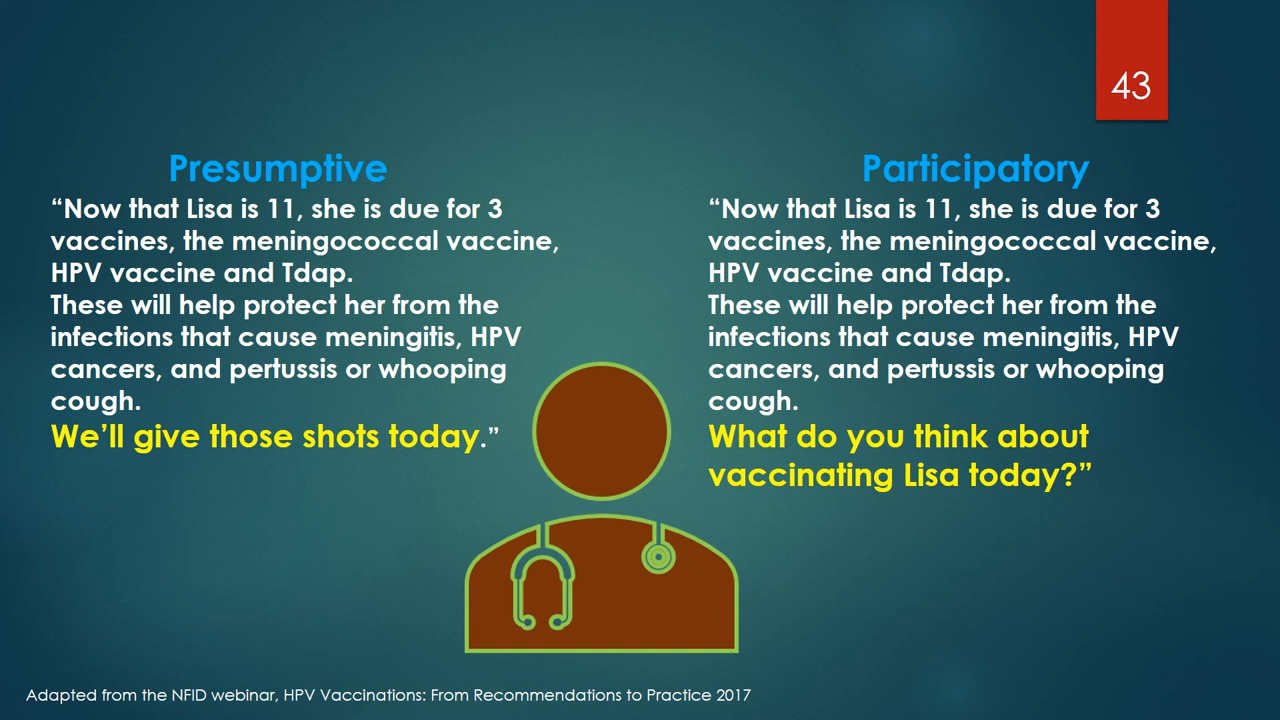 43
Presumptive
“Now that Lisa is 11, she is due for 3
vaccines, the meningococcal vaccine,
HPV vaccine and Tdap.
These will help protect her from the
infections that cause meningitis, HPV
cancers, and pertussis or whooping
cough.
We’ll give those shots today.”
Participatory
“Now that Lisa is 11, she is due for 3
vaccines, the meningococcal vaccine,
HPV vaccine and Tdap.
These will help protect her from the
infections that cause meningitis, HPV
cancers, and pertussis or whooping
cough.
What do you think about
vaccinating Lisa today?”
Adapted from the NFID webinar, HPV Vaccinations: From Recommendations to Practice 2017